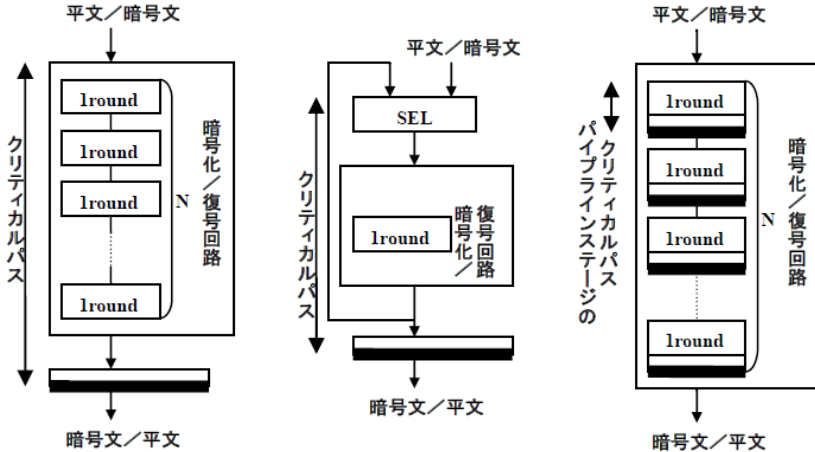 平文／暗号文
1round
1round
1round
1round
N
暗号化／復号回路
クリティカルパス
暗号文／平文
平文／暗号文
SEL
1round
暗号化／
復号回路
クリティカルパス
暗号文／平文
平文／暗号文
1round
1round
1round
1round
N
暗号化／復号回路
パイプラインステージの
クリティカルパス
暗号文／平文